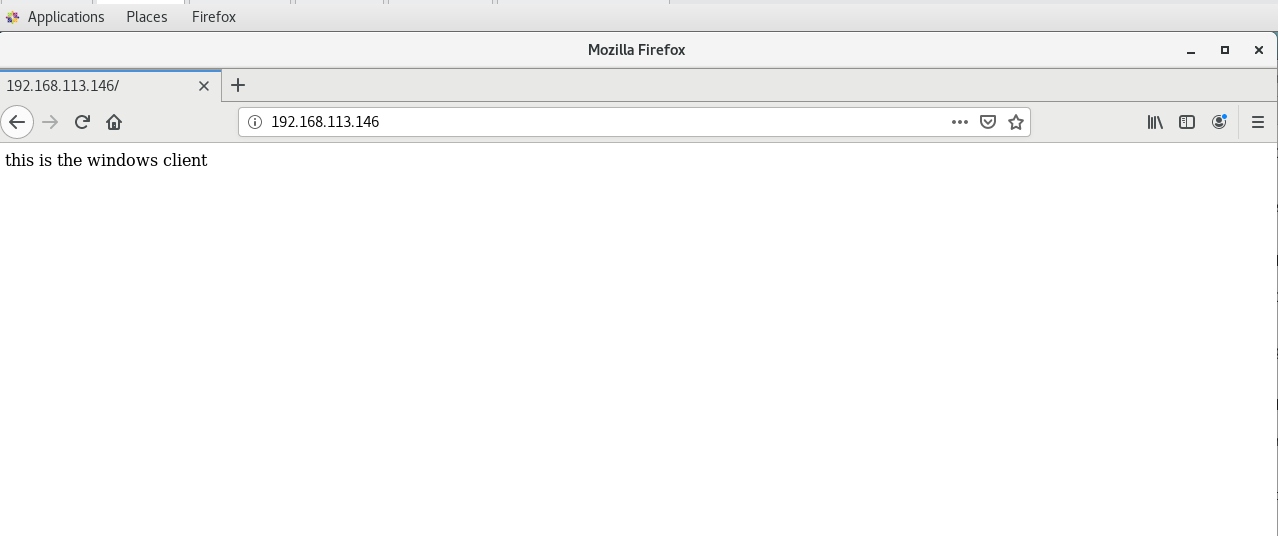 Applications Places Firefox
Mozilla Firefox
192.168.113.146/
192.168.113.146
this is the windows client